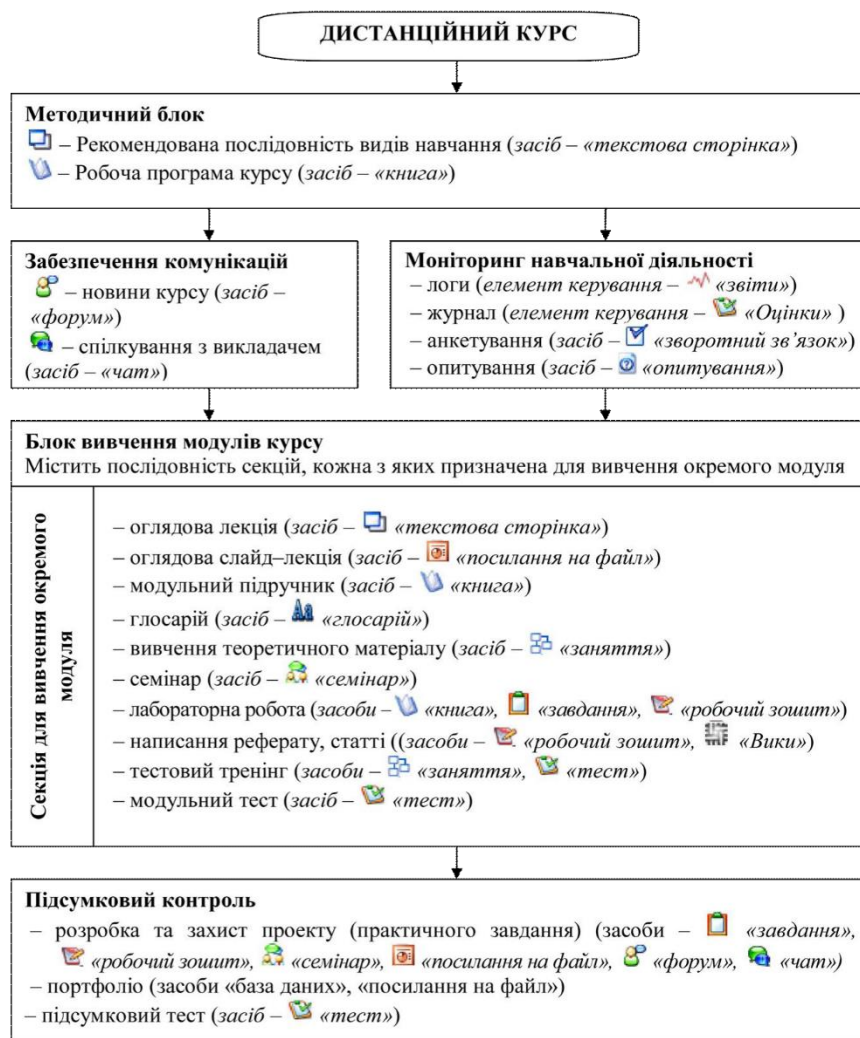 ДИСТАНЦІЙНИЙ КУРС
Методичний блок
– Рекомендована послідовність видів навчання (засіб – «текстова сторінка»)
– Робоча програма курсу (засіб – «книга»)
Забезпечення комунікацій
– новини курсу (засіб –
«форум»)
– спілкування з викладачем
(засіб – «чат»)
Моніторинг навчальної діяльності
– логи (елемент керування – «звіти»)
– журнал (елемент керування – «Оцінки» )
– анкетування (засіб – «зворотний зв’язок»)
– опитування (засіб – «опитування»)
Блок вивчення модулів курсу
Містить послідовність секцій, кожна з яких призначена для вивчення окремого модуля
Секція для вивчення окремого
модуля
– оглядова лекція (засіб – «текстова сторінка»)
– оглядова слайд–лекція (засіб – «посилання на файл»)
– модульний підручник (засіб – «книга»)
– глосарій (засіб – Аа «глосарій»)
– вивчення теоретичного матеріалу (засіб – «заняття»)
– семінар (засіб – «семінар»)
– лабораторна робота (засоби – «книга», «завдання», «робочий зошит»)
– написання реферату, статті ((засоби – «робочий зошит», «Вики»)
– тестовий тренінг (засоби – «заняття», «тест»)
– модульний тест (засіб – «тест»)
Підсумковий контроль
– розробка та захист проекту (практичного завдання) (засоби – «завдання»,
«робочий зошит», «семінар», «посилання на файл», «форум», «чат»)
– портфоліо (засоби «база даних», «посилання на файл»)
– підсумковий тест (засіб – «тест»)